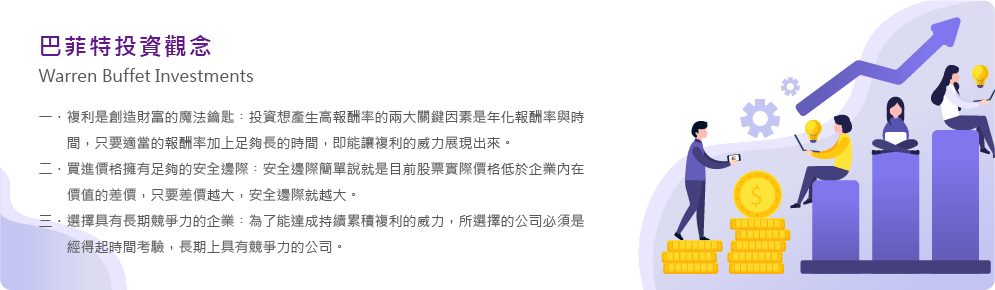 巴菲特投資觀念
Warren Buffet Investments
一．複利是創造財富的魔法鑰匙：投資想產生高報酬率的兩大關鍵因素是年化報酬率與時
間，只要適當的報酬率加上足夠長的時間，即能讓複利的威力展現出來。
二．買進價格擁有足夠的安全邊際：安全邊際簡單說就是目前股票實際價格低於企業內在
價值的差價，只要差價越大，安全邊際就越大。
三．選擇具有長期競爭力的企業：為了能達成持續累積複利的威力，所選擇的公司必須是
經得起時間考驗，長期上具有競爭力的公司。
$